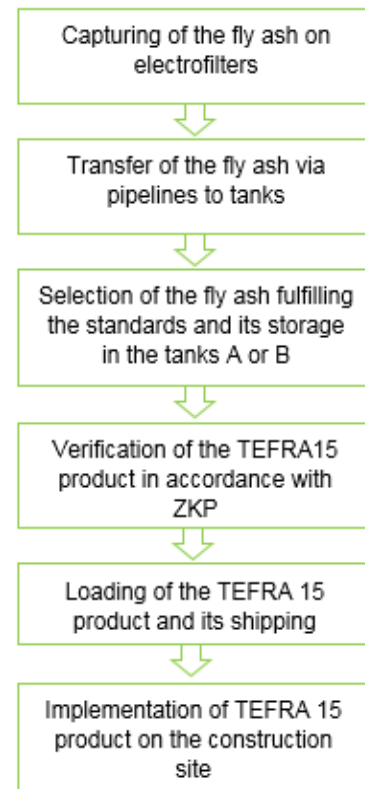 Capturing of the fly ash on
electrofilters
Transfer of the fly ash via
pipelines to tanks
Selection of the fly ash fulfilling
the standards and its storage
in the tanks A or B
Verification of the TEFRA15
product in accordance with
ZKP
Loading of the TEFRA 15
product and its shipping
Implementation of TEFRA 15
product on the construction
site